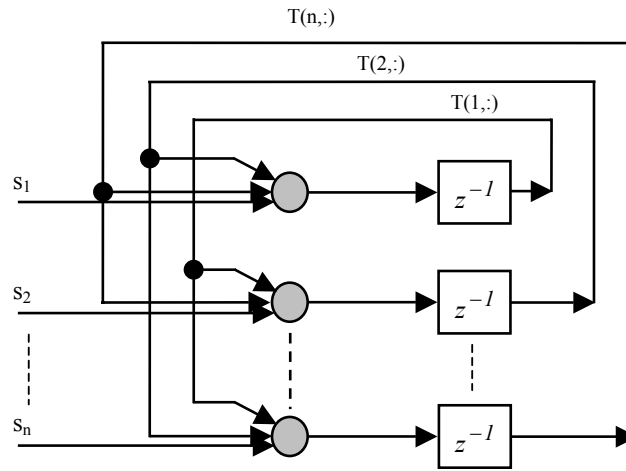 T(n,:)
T(2,:)
T(1,:)
s1
z^-1
s2
z^-1
sn
z^-1